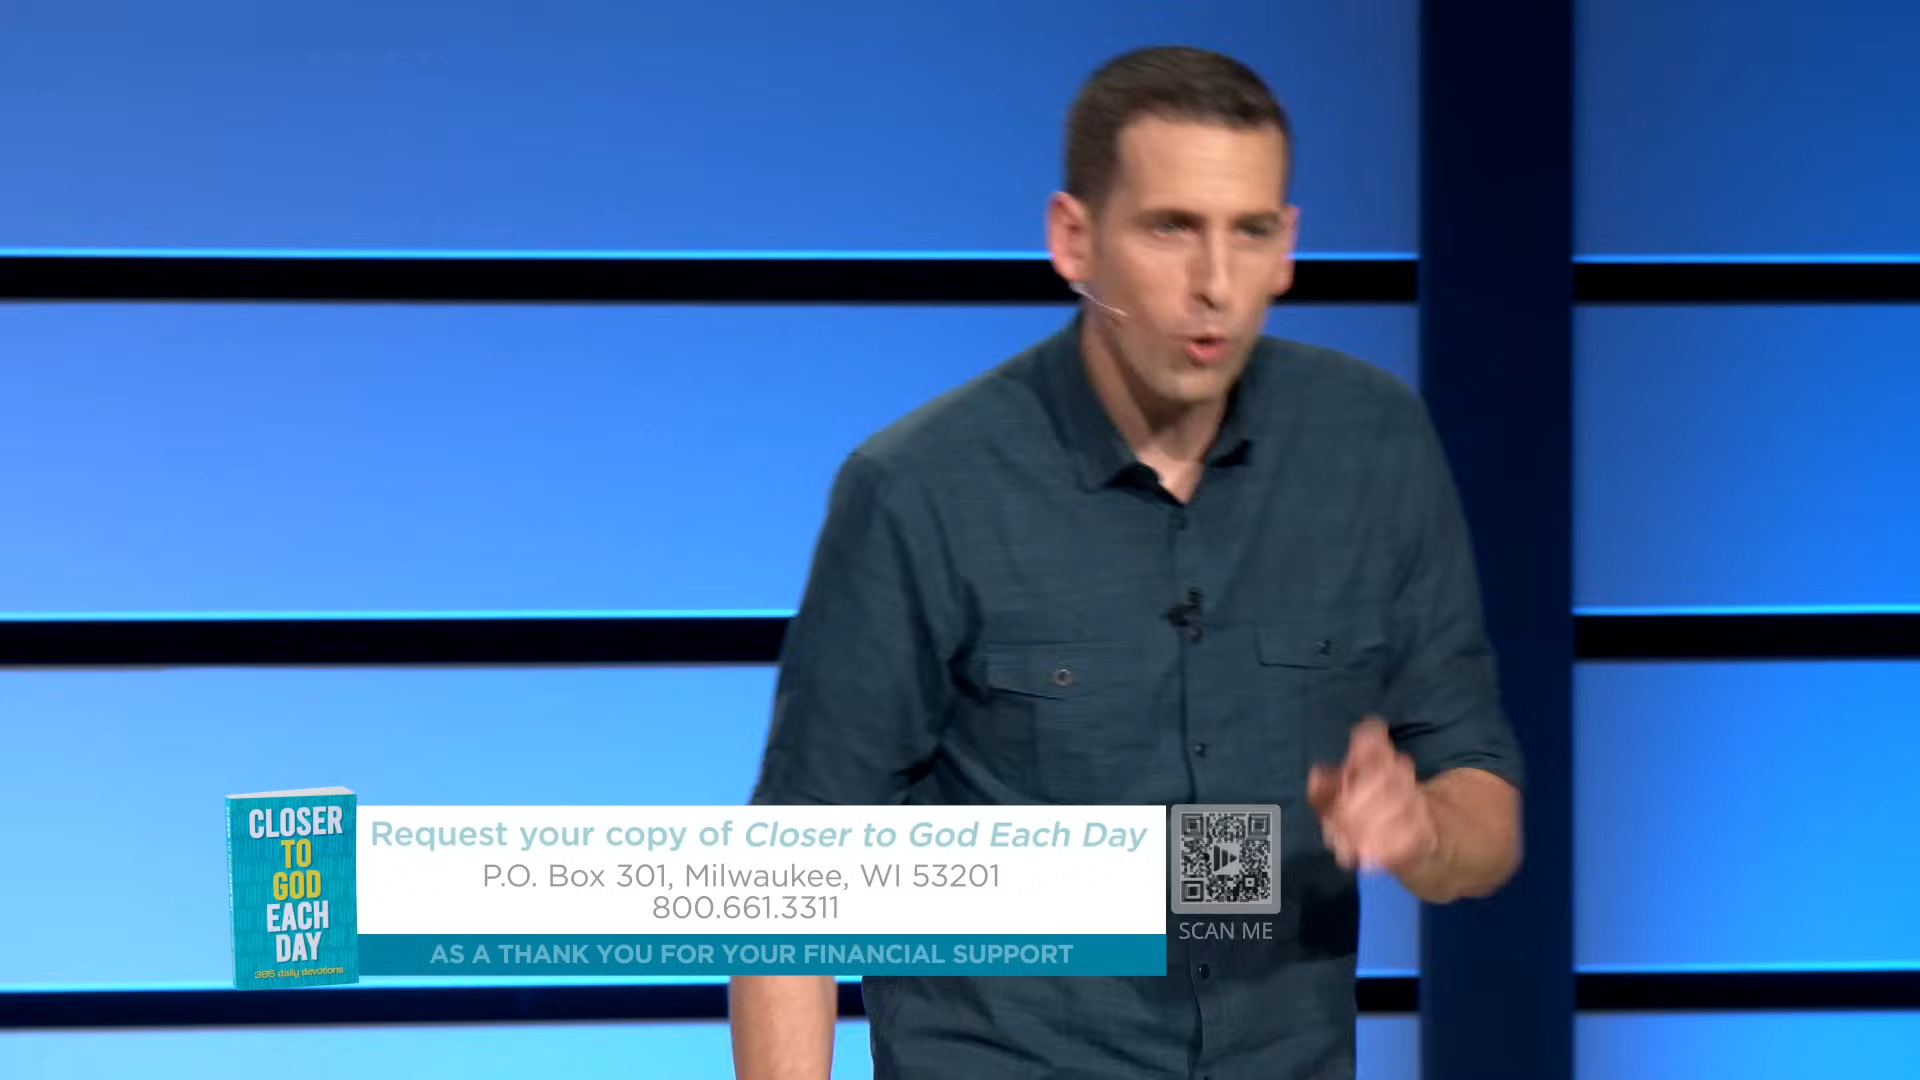 CLOSER
TO
GOD
EACH
DAY
365 daily devotions
Request your copy of Closer to God Each Day
P.O. Box 301, Milwaukee, WI 53201
800.661.3311
AS A THANK YOU FOR YOUR FINANCIAL SUPPORT
SCAN ME